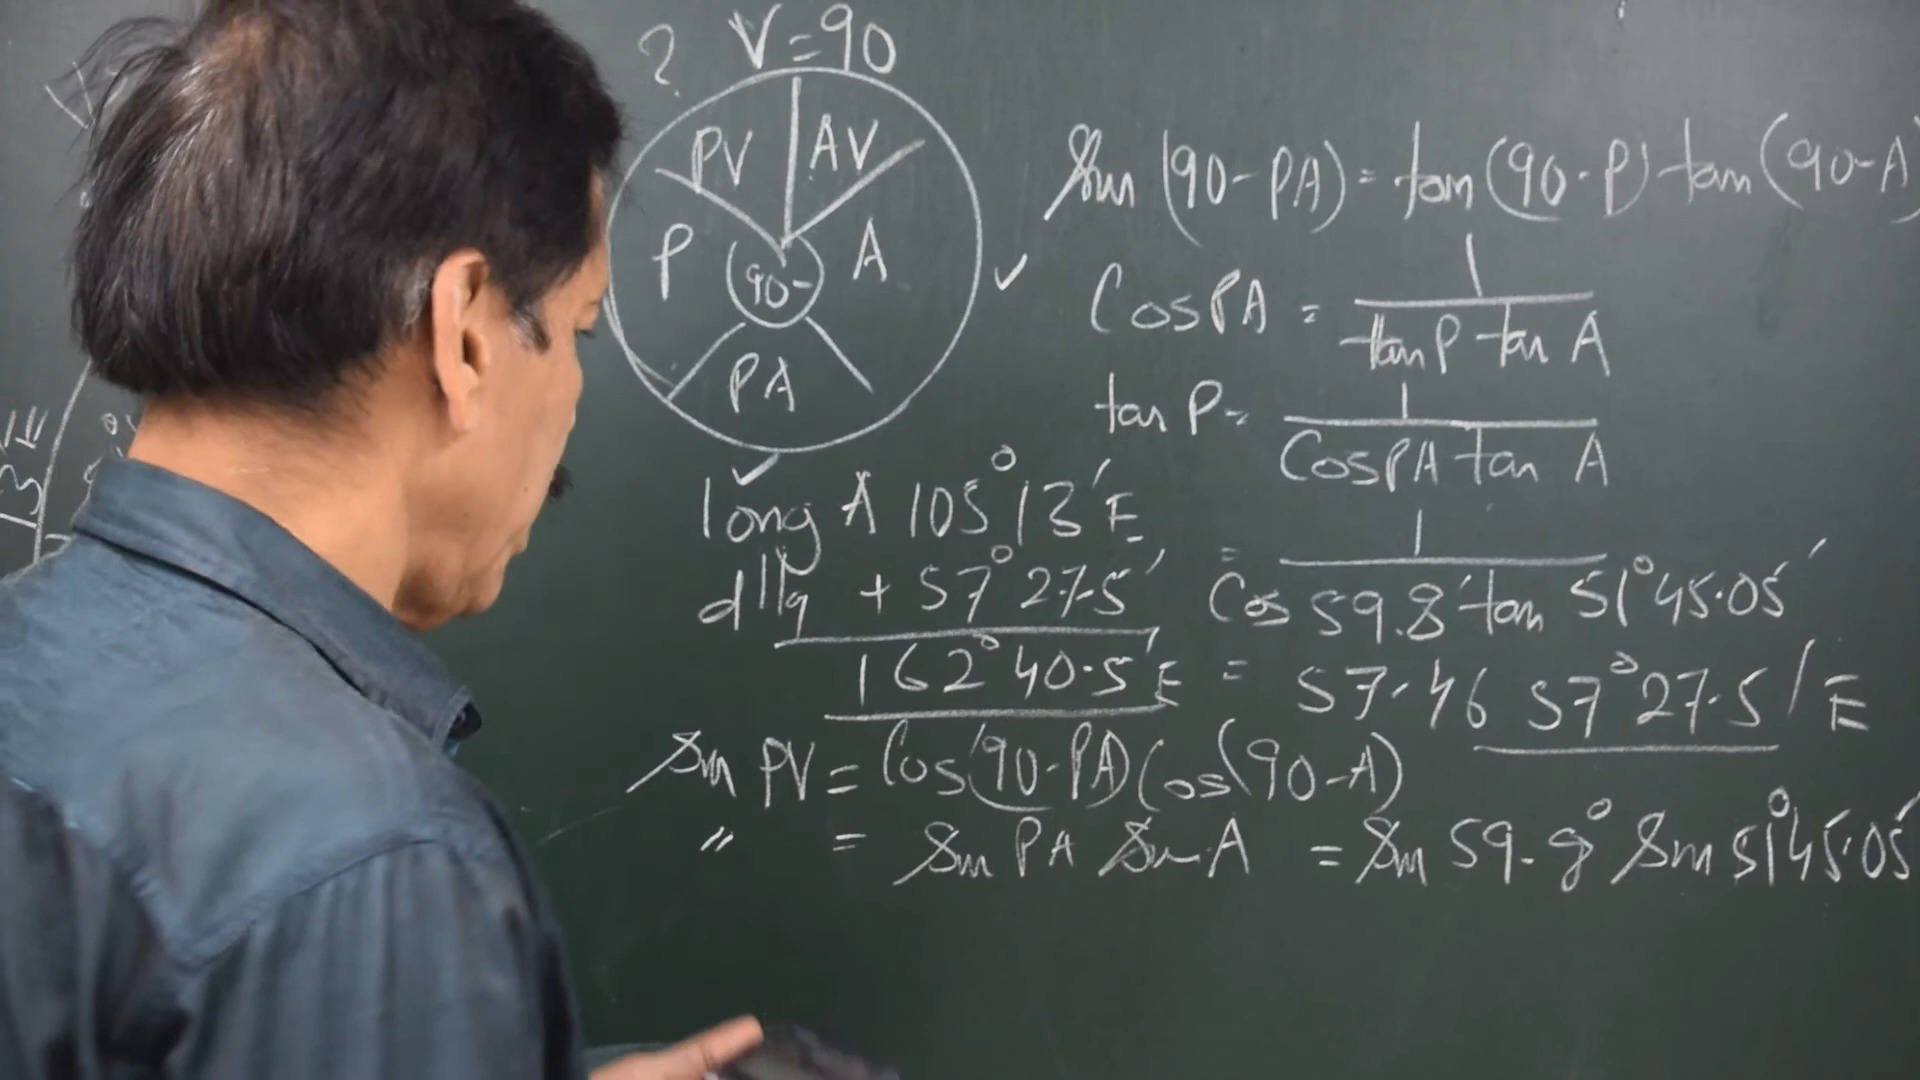 ? V=90
PV AV
P 90- A ✓
PA
✓
Sin (90-PA) = tan (90-P) tan (90-A)
Cos PA = 1 / tan P tan A
tan P = 1 / Cos PA tan A
= 1 / Cos 59.8' tan 51°45.05'
= 57.46 57°27.5' E
long A 105°13' E
d'long + 57°27.5'
162°40.5' E
Sin PV = Cos (90-PA) Cos (90-A)
" = Sin PA Sin A = Sin 59.8° Sin 51°45.05'